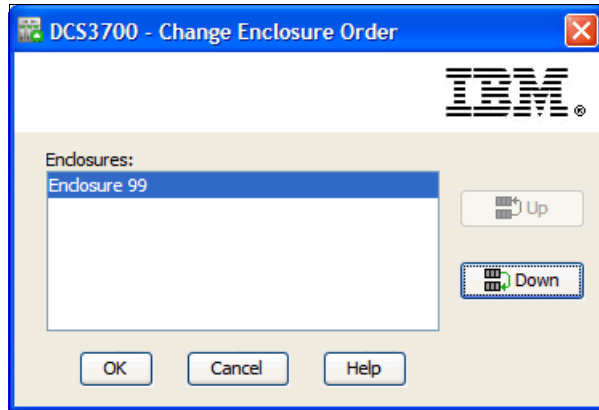 DCS3700 - Change Enclosure Order
IBM®
Enclosures:
Enclosure 99
Up
Down
OK
Cancel
Help